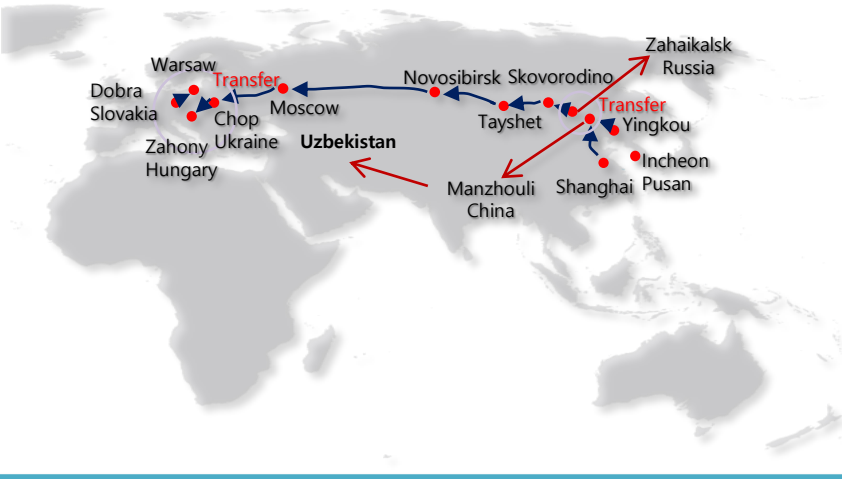 Zahaikalsk
Russia
Warsaw
Transfer
Dobra
Slovakia
Novosibirsk
Skovorodino
Moscow
Chop
Ukraine
Zahony
Hungary
Uzbekistan
Tayshet
Transfer
Yingkou
Incheon
Pusan
Shanghai
Manzhouli
China